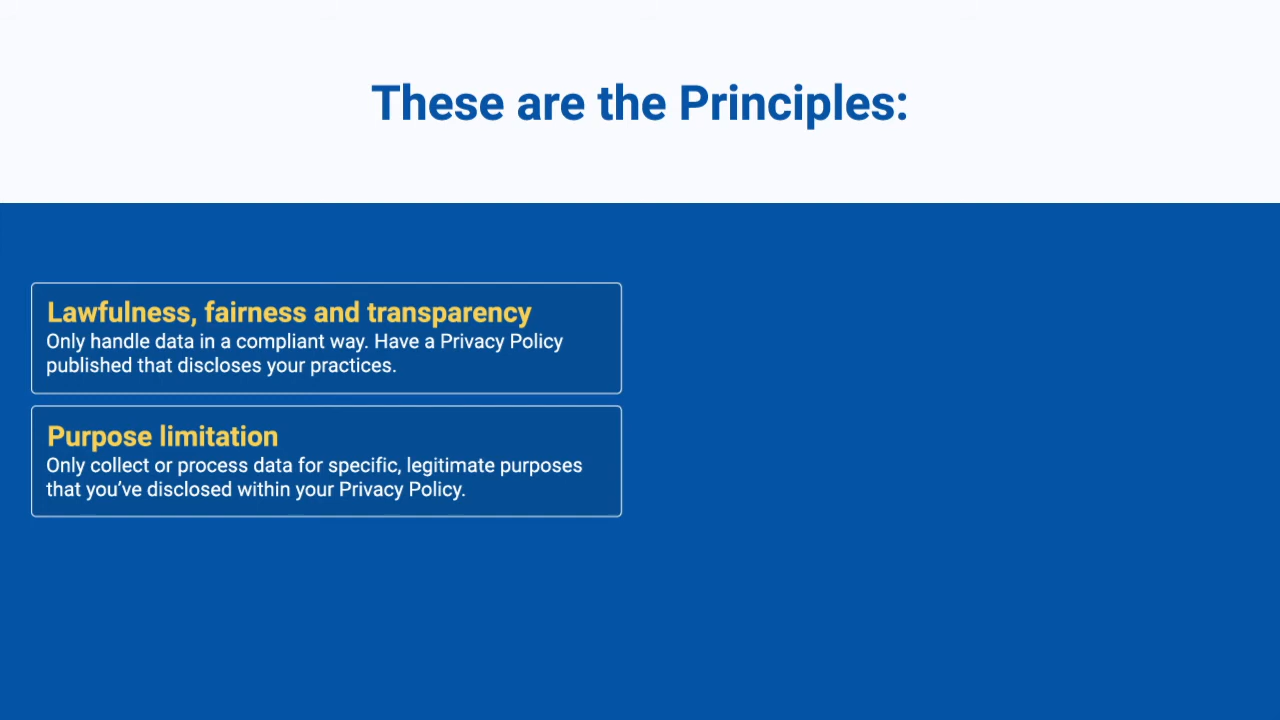 These are the Principles:
Lawfulness, fairness and transparency
Only handle data in a compliant way. Have a Privacy Policy
published that discloses your practices.
Purpose limitation
Only collect or process data for specific, legitimate purposes
that you’ve disclosed within your Privacy Policy.